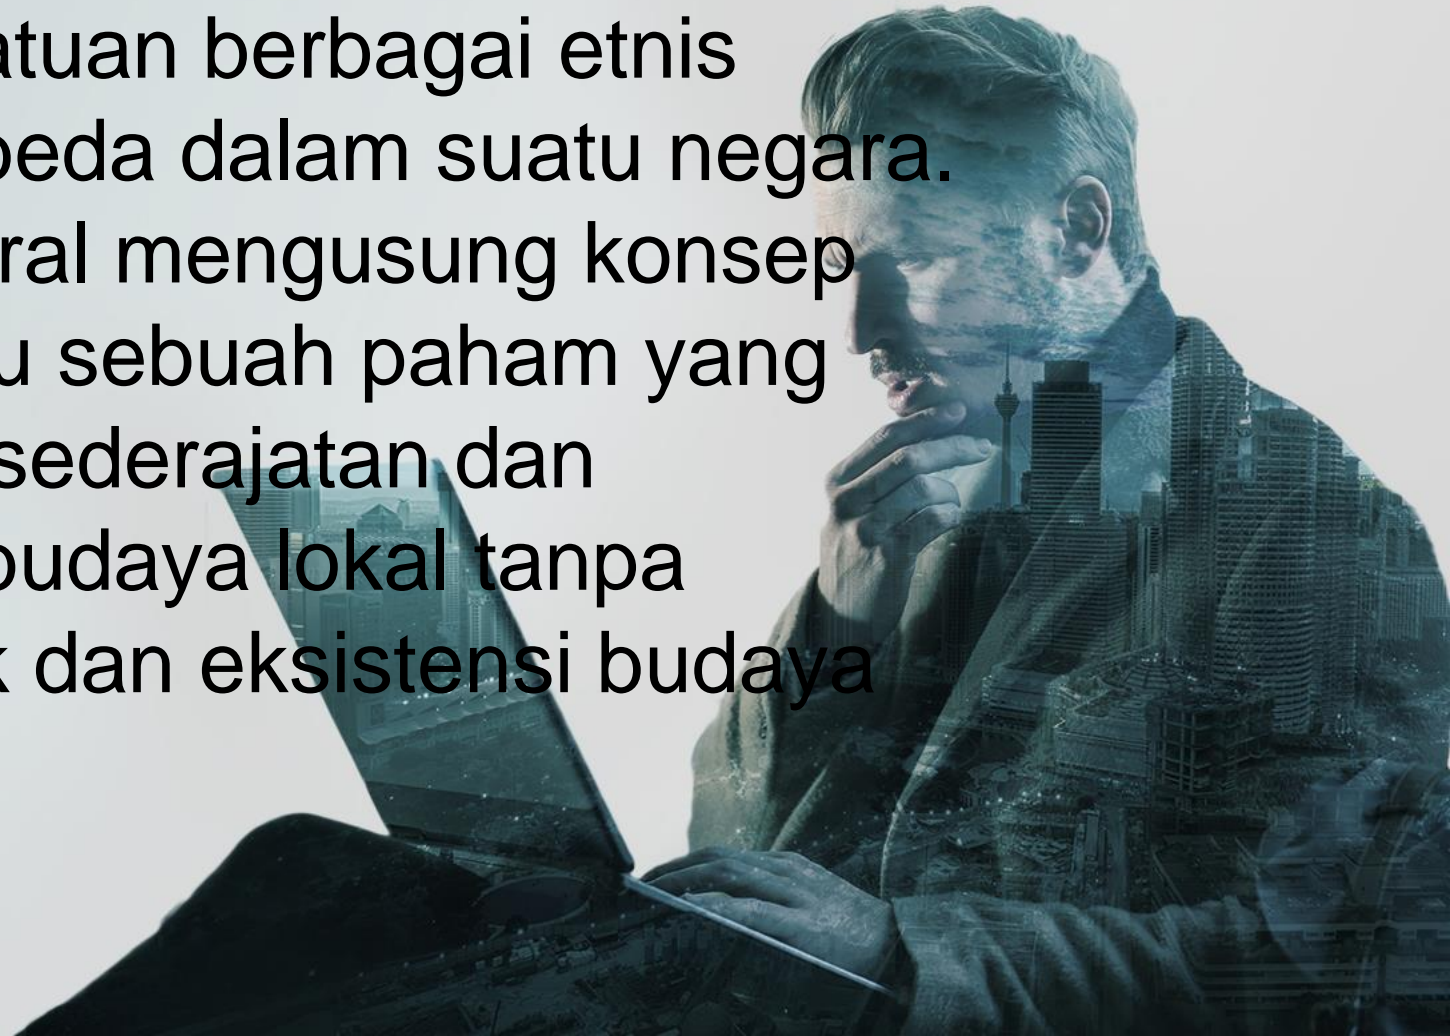 atuan berbagai etnis
beda dalam suatu negara.
ral mengusung konsep
u sebuah paham yang
sederajatan dan
budaya lokal tanpa
k dan eksistensi budaya